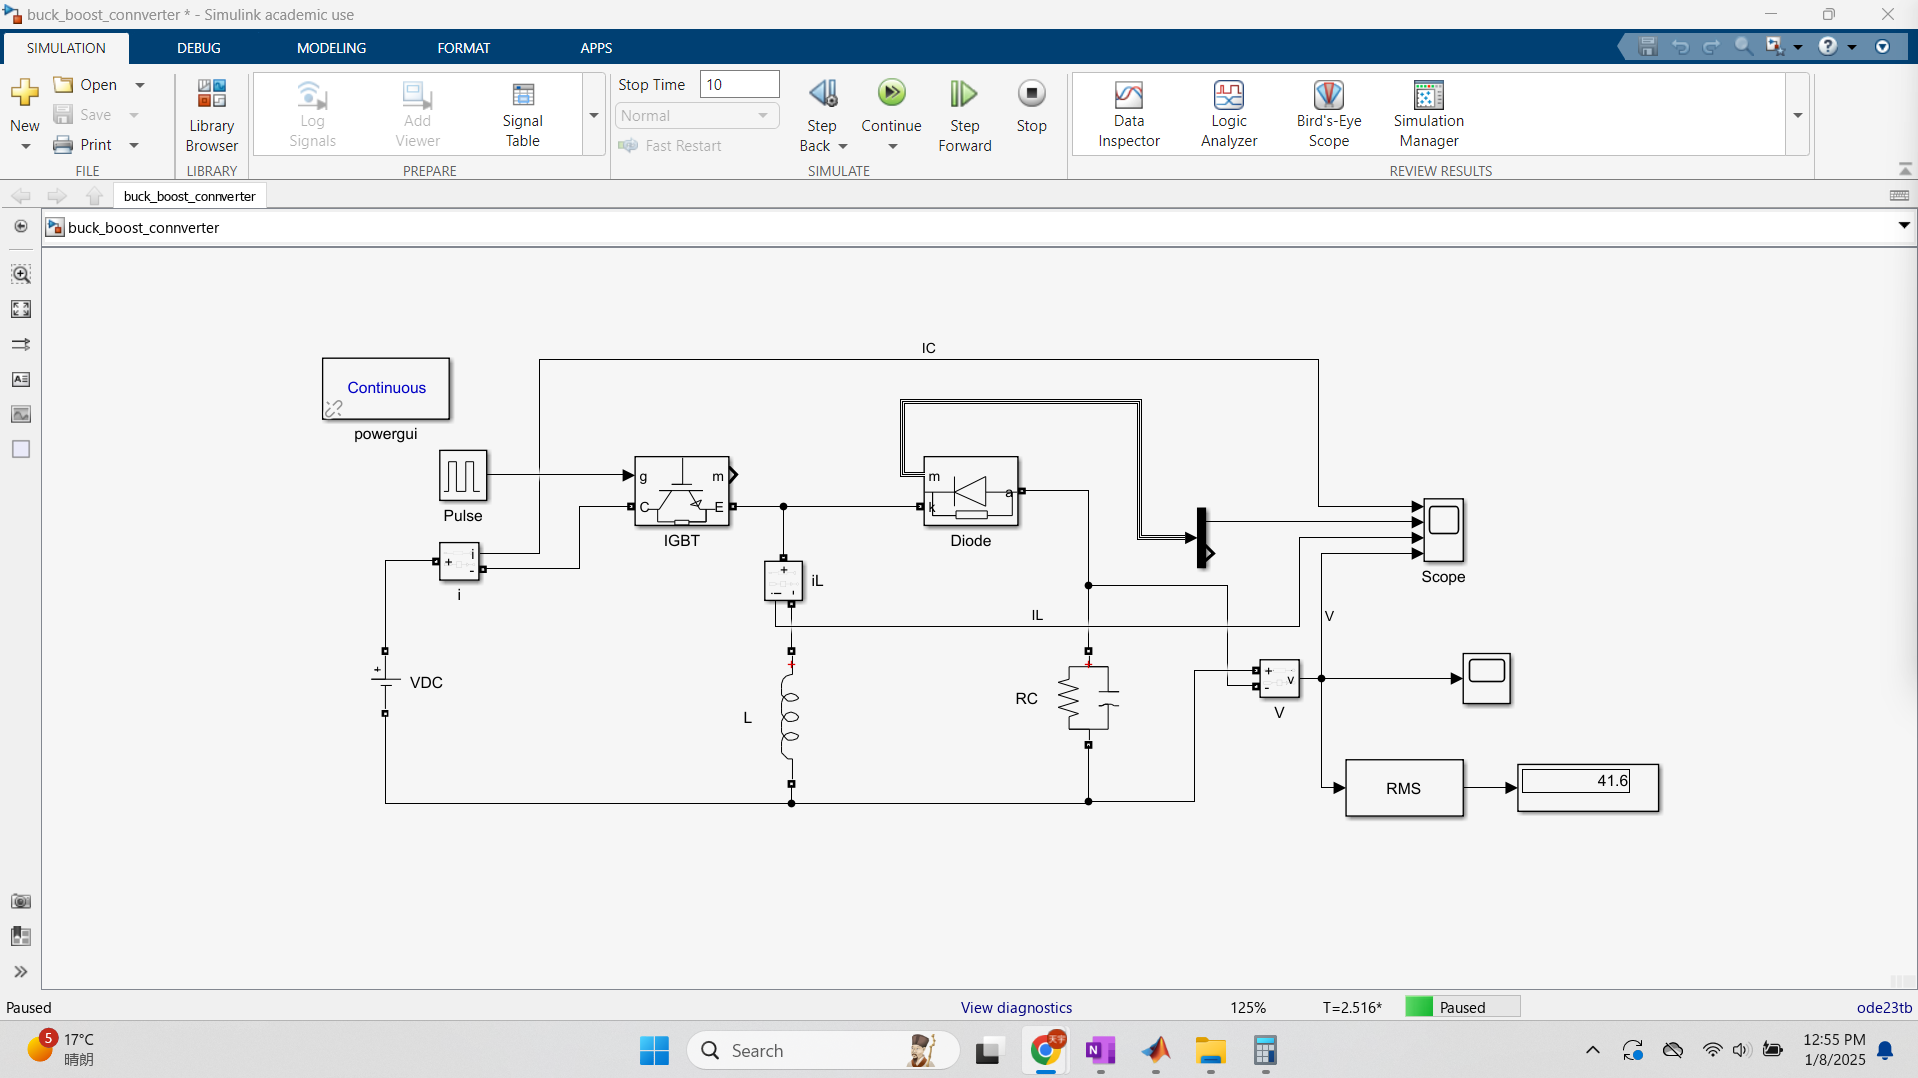 buck_boost_connverter * - Simulink academic use
SIMULATION DEBUG MODELING FORMAT APPS
New
Open
Save
Print
FILE
Library Browser
LIBRARY
Log Signals
Add Viewer
Signal Table
PREPARE
Stop Time 10
Normal
Fast Restart
Step Back
Continue
Step Forward
Stop
SIMULATE
Data Inspector
Logic Analyzer
Bird's-Eye Scope
Simulation Manager
REVIEW RESULTS
buck_boost_connverter
buck_boost_connverter
IC
Continuous
powergui
Pulse
g m
C E
IGBT
m a
k
Diode
Scope
+ i
-
i
+
i -
iL
IL
V
VDC
L
RC
+ v
-
V
RMS
41.6
Paused
View diagnostics
125%
T=2.516*
Paused
ode23tb
5
17°C
晴朗
Search
天宇
12:55 PM
1/8/2025